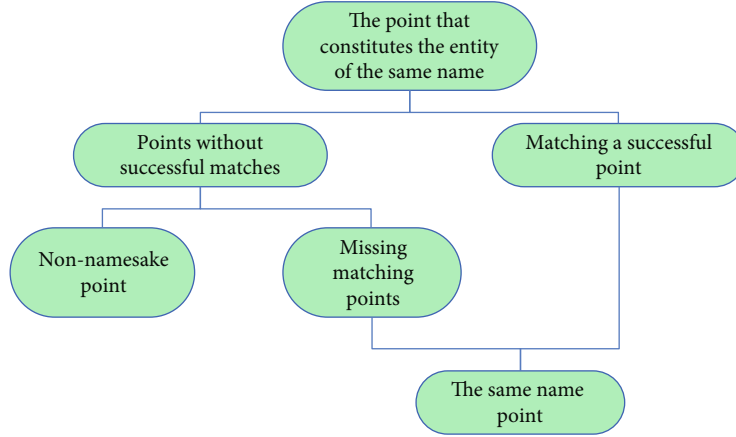 The point that
constitutes the entity
of the same name
Points without
successful matches
Matching a successful
point
Non-namesake
point
Missing
matching
points
The same name
point